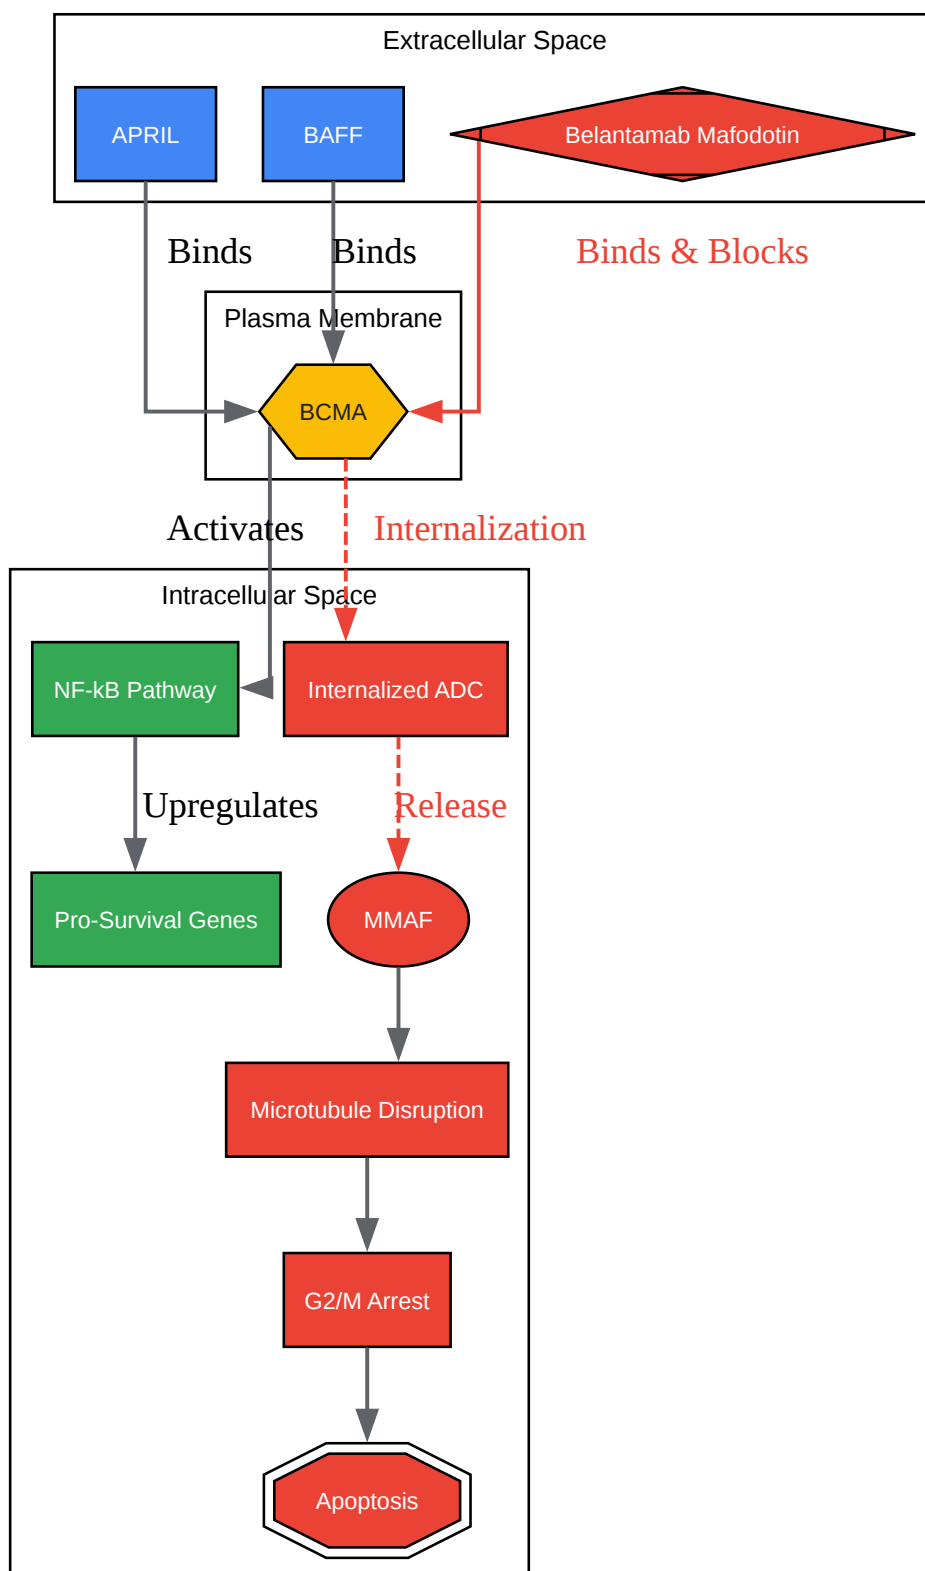 Extracellular Space
APRIL
BAFF
Belantamab Mafodotin
Binds
Binds
Binds & Blocks
Plasma Membrane
BCMA
Activates
Internalization
Intracellular Space
NF-kB Pathway
Internalized ADC
Upregulates
Release
Pro-Survival Genes
MMAF
Microtubule Disruption
G2/M Arrest
Apoptosis